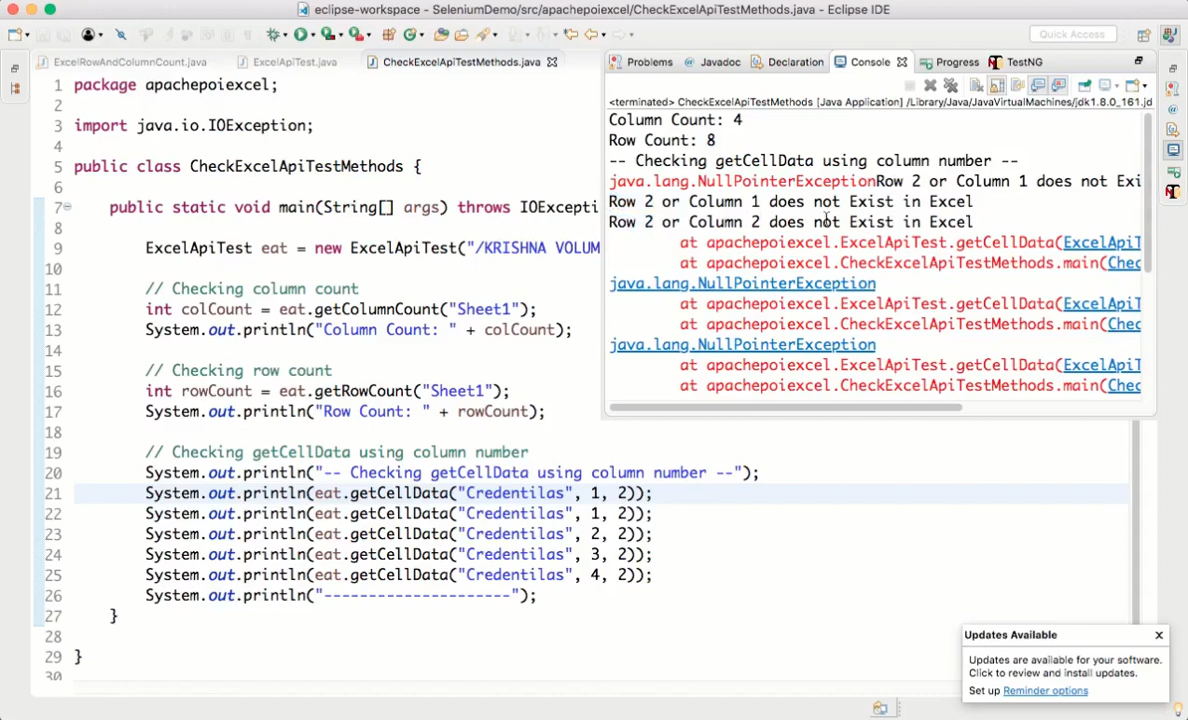 eclipse-workspace - SeleniumDemo/src/apachepoiexcel/CheckExcelApiTestMethods.java - Eclipse IDE
Quick Access
ExcelRowAndColumnCount.java
ExcelApiTest.java
CheckExcelApiTestMethods.java
1 package apachepoiexcel;
2
3 import java.io.IOException;
4
5 public class CheckExcelApiTestMethods {
6
7 public static void main(String[] args) throws IOExcepti
8
9 ExcelApiTest eat = new ExcelApiTest("/KRISHNA VOLUM
10
11 // Checking column count
12 int colCount = eat.getColumnCount("Sheet1");
13 System.out.println("Column Count: " + colCount);
14
15 // Checking row count
16 int rowCount = eat.getRowCount("Sheet1");
17 System.out.println("Row Count: " + rowCount);
18
19 // Checking getCellData using column number
20 System.out.println("-- Checking getCellData using column number --");
21 System.out.println(eat.getCellData("Credentilas", 1, 2));
22 System.out.println(eat.getCellData("Credentilas", 1, 2));
23 System.out.println(eat.getCellData("Credentilas", 2, 2));
24 System.out.println(eat.getCellData("Credentilas", 3, 2));
25 System.out.println(eat.getCellData("Credentilas", 4, 2));
26 System.out.println("---------------------");
27 }
28
29 }
30
Problems
Javadoc
Declaration
Console
Progress
TestNG
<terminated> CheckExcelApiTestMethods [Java Application] /Library/Java/JavaVirtualMachines/jdk1.8.0_161.jd
Column Count: 4
Row Count: 8
-- Checking getCellData using column number --
java.lang.NullPointerExceptionRow 2 or Column 1 does not Exi
Row 2 or Column 1 does not Exist in Excel
Row 2 or Column 2 does not Exist in Excel
at apachepoiexcel.ExcelApiTest.getCellData(ExcelApiT
at apachepoiexcel.CheckExcelApiTestMethods.main(Chec
java.lang.NullPointerException
at apachepoiexcel.ExcelApiTest.getCellData(ExcelApiT
at apachepoiexcel.CheckExcelApiTestMethods.main(Chec
java.lang.NullPointerException
at apachepoiexcel.ExcelApiTest.getCellData(ExcelApiT
at apachepoiexcel.CheckExcelApiTestMethods.main(Chec
Updates Available
Updates are available for your software.
Click to review and install updates.
Set up Reminder options